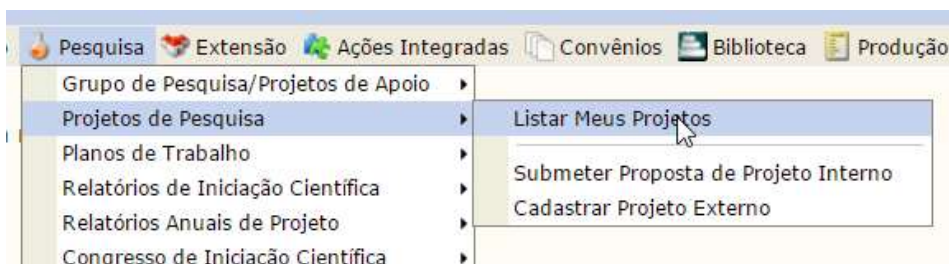 Pesquisa Extensão Ações Integradas Convênios Biblioteca Produção
Grupo de Pesquisa/Projetos de Apoio
Projetos de Pesquisa
Listar Meus Projetos
Planos de Trabalho
Submeter Proposta de Projeto Interno
Relatórios de Iniciação Científica
Cadastrar Projeto Externo
Relatórios Anuais de Projeto
Congresso de Iniciação Científica